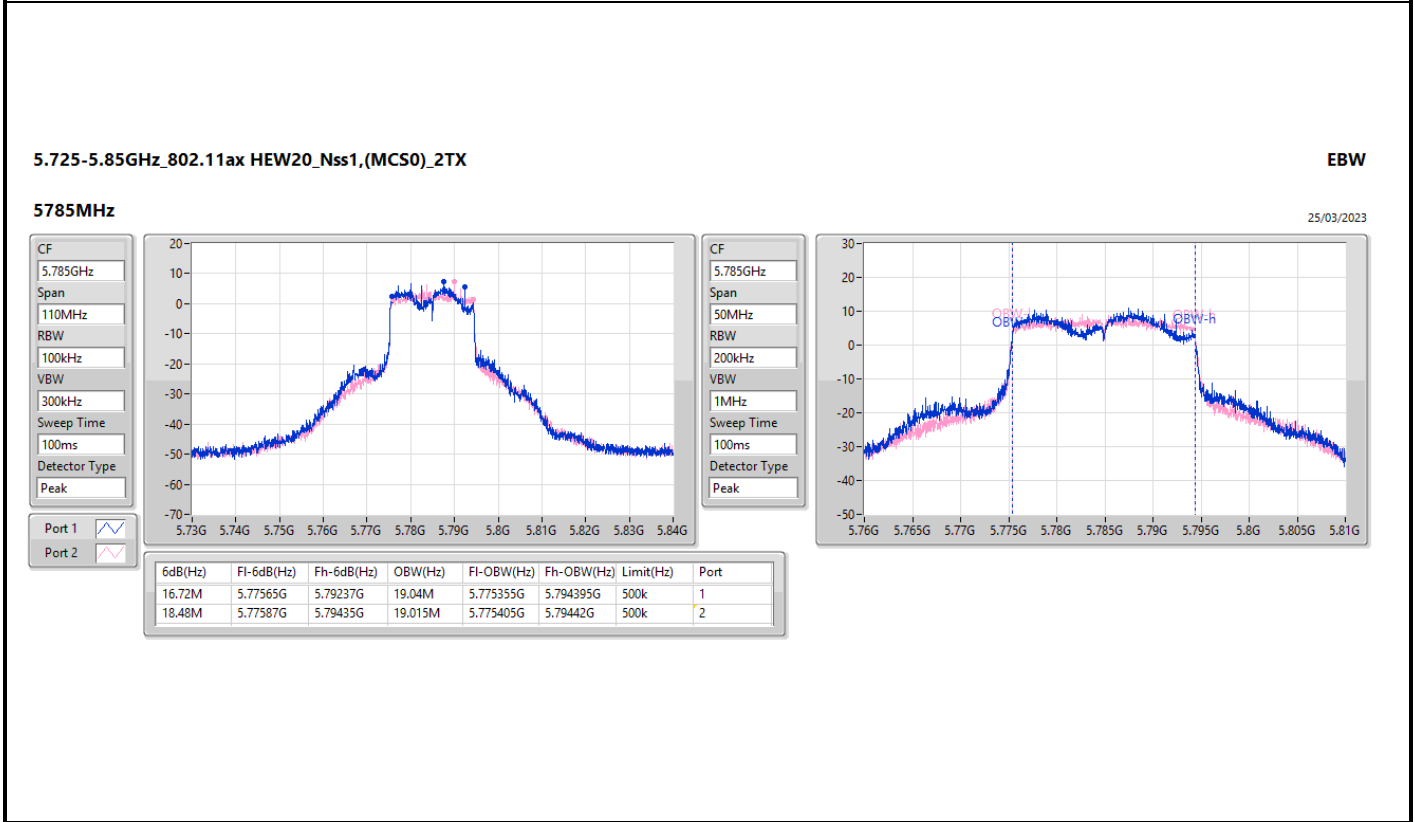 5.725-5.85GHz_802.11ax HEW20_Nss1,(MCS0)_2TX
EBW
5785MHz
25/03/2023
CF
5.785GHz
Span
110MHz
RBW
100kHz
VBW
300kHz
Sweep Time
100ms
Detector Type
Peak
Port 1
Port 2
20
10
0
-10
-20
-30
-40
-50
-60
-70
5.73G 5.74G 5.75G 5.76G 5.77G 5.78G 5.79G 5.8G 5.81G 5.82G 5.83G 5.84G
CF
5.785GHz
Span
50MHz
RBW
200kHz
VBW
1MHz
Sweep Time
100ms
Detector Type
Peak
30
20
10
0
-10
-20
-30
-40
-50
OBW-h
5.76G 5.765G 5.77G 5.775G 5.78G 5.785G 5.79G 5.795G 5.8G 5.805G 5.81G
6dB(Hz) Fl-6dB(Hz) Fh-6dB(Hz) OBW(Hz) Fl-OBW(Hz) Fh-OBW(Hz) Limit(Hz) Port
16.72M 5.77565G 5.79237G 19.04M 5.775355G 5.794395G 500k 1
18.48M 5.77587G 5.79435G 19.015M 5.775405G 5.79442G 500k 2